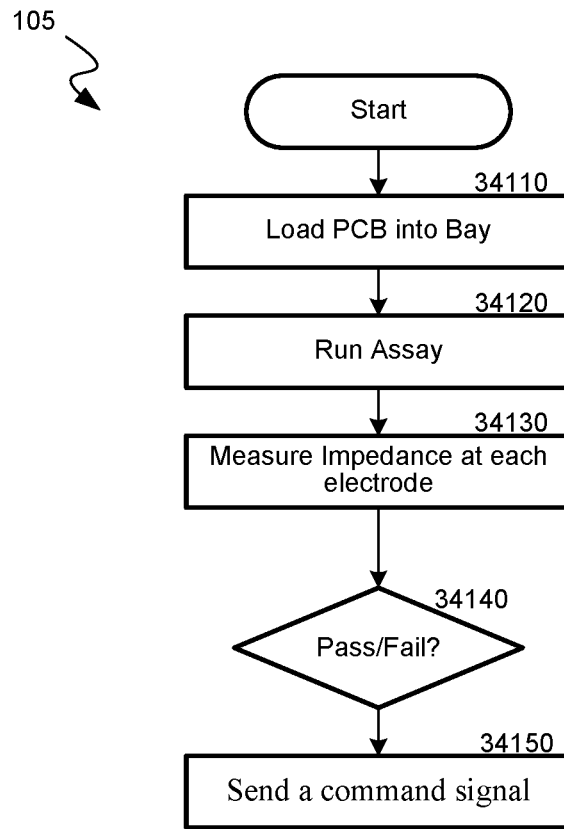 105
Start
34110
Load PCB into Bay
34120
Run Assay
34130
Measure Impedance at each
electrode
34140
Pass/Fail?
34150
Send a command signal